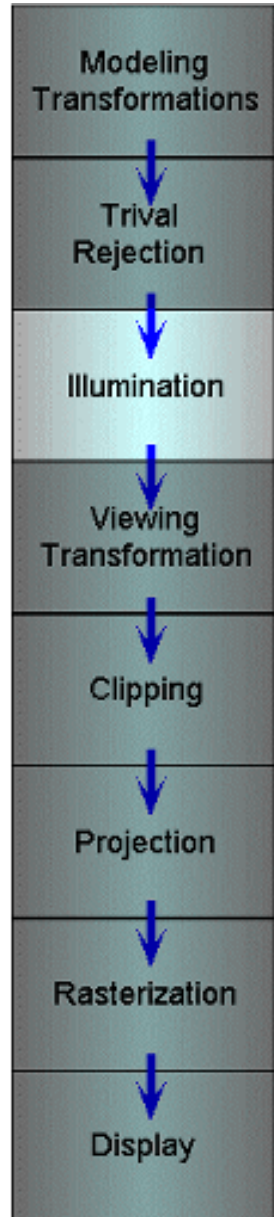 Modeling
Transformations
Trival
Rejection
Illumination
Viewing
Transformation
Clipping
Projection
Rasterization
Display